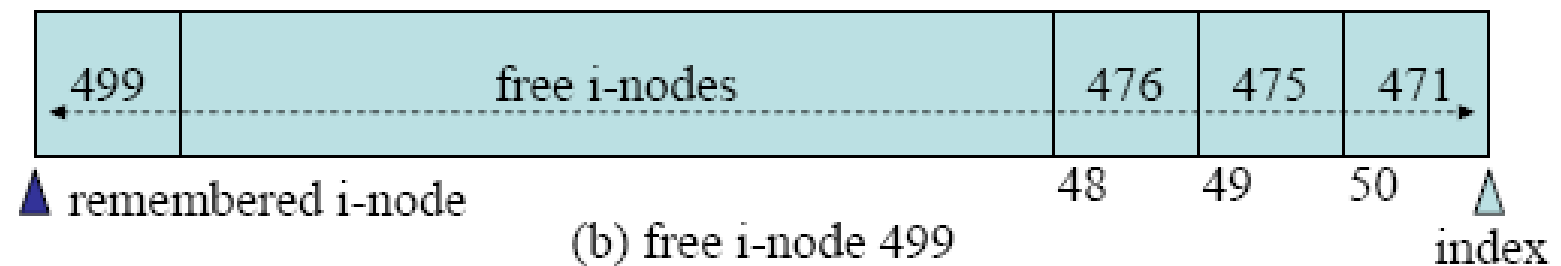 499 free i-nodes 476 475 471
48 49 50
remembered i-node
(b) free i-node 499
index